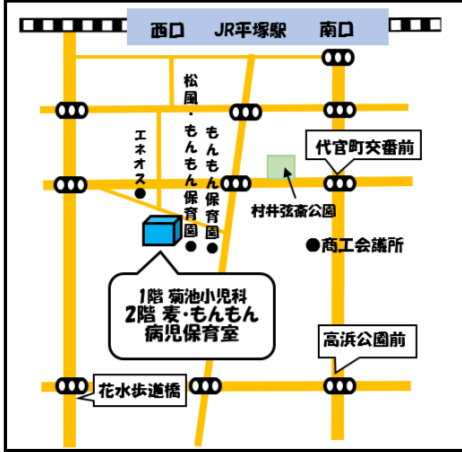 西口 JR平塚駅 南口
松風・もんもん保育園
もんもん保育園
エネオス
代官町交番前
村井弦斎公園
商工会議所
1階 菊池小児科
2階 麦・もんもん
病児保育室
高浜公園前
花水歩道橋